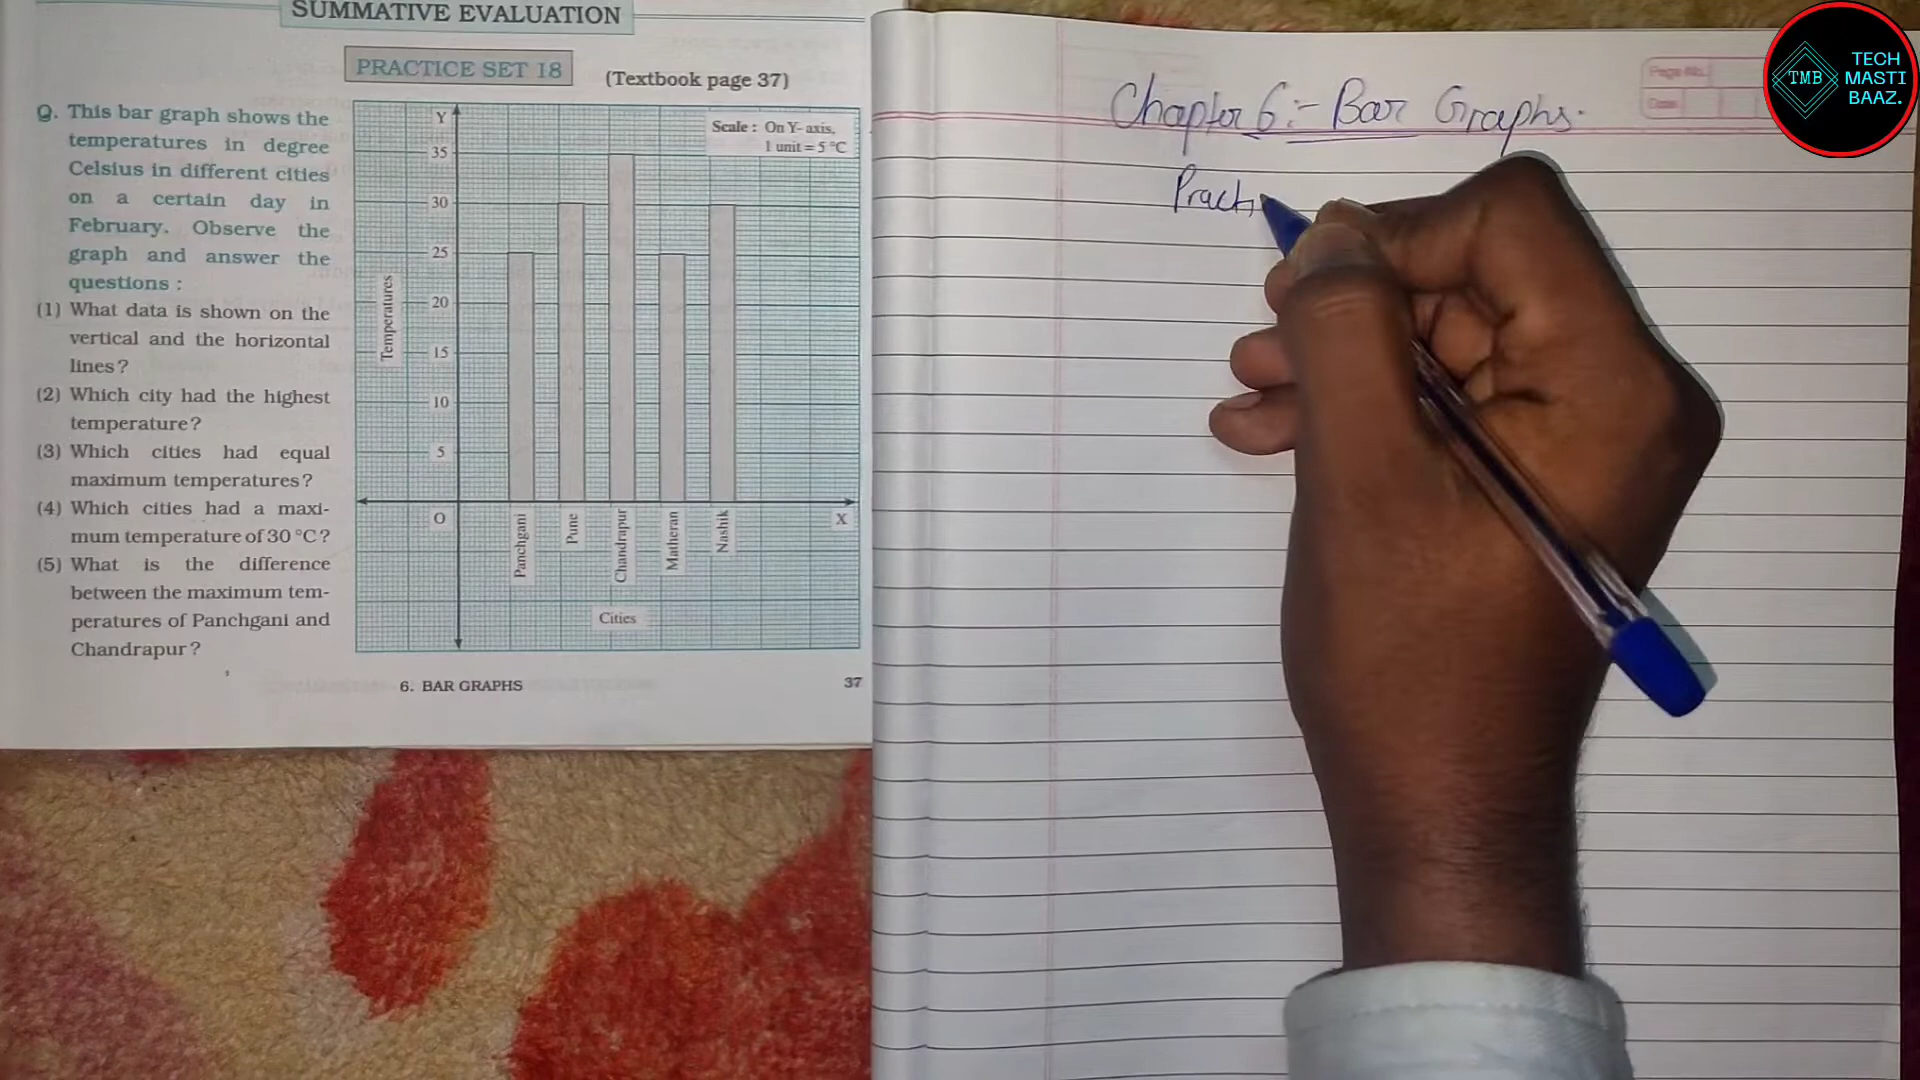 SUMMATIVE EVALUATION
PRACTICE SET 18
(Textbook page 37)
Q. This bar graph shows the
temperatures in degree
Celsius in different cities
on a certain day in
February. Observe the
graph and answer the
questions :
(1) What data is shown on the
vertical and the horizontal
lines?
(2) Which city had the highest
temperature?
(3) Which cities had equal
maximum temperatures?
(4) Which cities had a maxi-
mum temperature of 30 °C?
(5) What is the difference
between the maximum tem-
peratures of Panchgani and
Chandrapur?
Y
Scale : On Y- axis,
1 unit = 5 °C
35
30
25
20
15
10
5
O
X
Temperatures
Panchgani
Pune
Chandrapur
Matheran
Nashik
Cities
6. BAR GRAPHS
37
Chapter 6:- Bar Graphs.
Practi
Page No.
Date
TMB
TECH
MASTI
BAAZ.